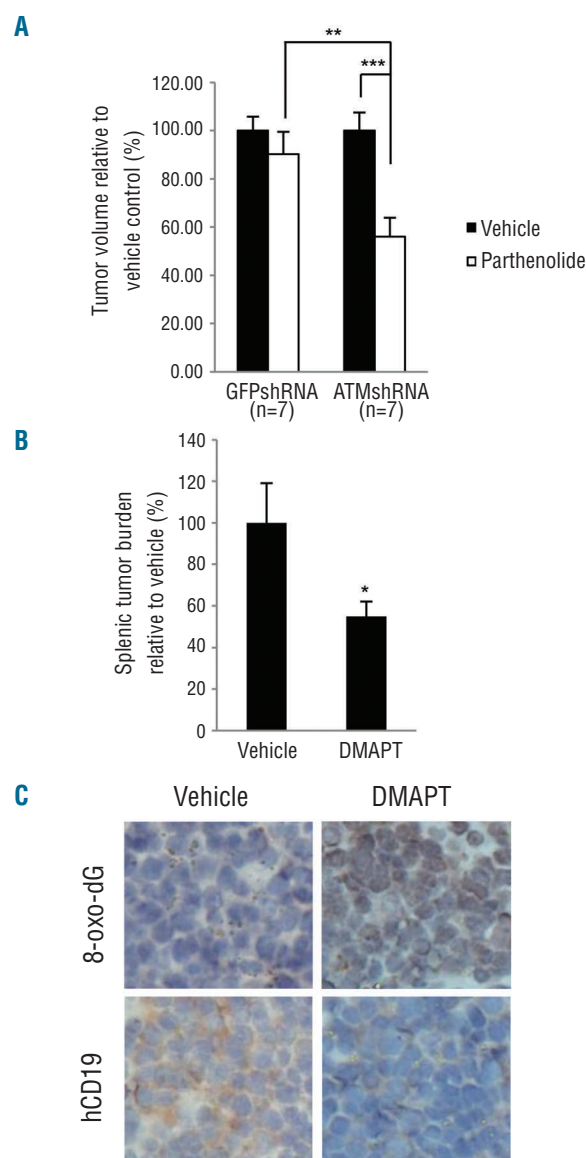 A
**
***
Tumor volume relative to
vehicle control (%)
120.00
100.00
80.00
60.00
40.00
20.00
0.00
GFPshRNA
(n=7)
ATMshRNA
(n=7)
Vehicle
Parthenolide
B
Splenic tumor burden
relative to vehicle (%)
140
120
100
80
60
40
20
0
*
Vehicle
DMAPT
C
Vehicle
DMAPT
8-oxo-dG
hCD19